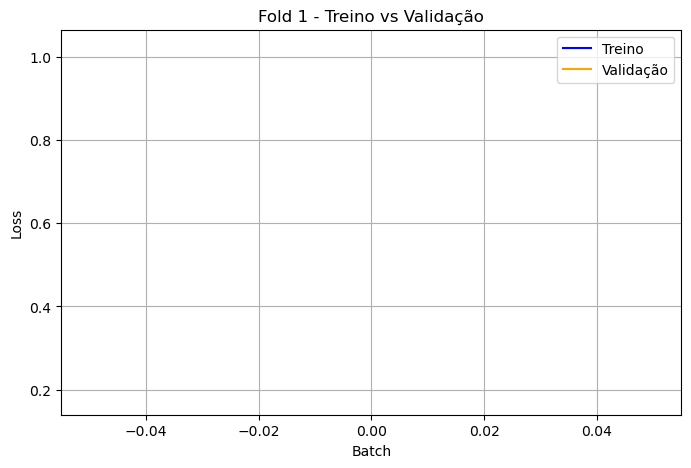 Fold 1 - Treino vs Validação
Treino
Validação
1.0
0.8
0.6
0.4
0.2
Loss
−0.04
−0.02
0.00
0.02
0.04
Batch